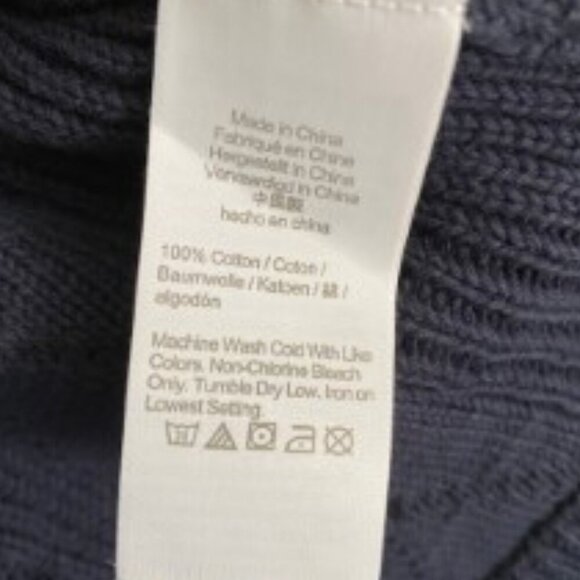 Made in China
Fabriqué en Chine
Hergestellt in China
Vervaardigd in China
中国製
hecho en china
100% Cotton / Coton /
Baumwolle / Katoen / 綿 /
algodón
Machine Wash Cold With Like
Colors. Non-Chlorine Bleach
Only. Tumble Dry Low. Iron on
Lowest Setting.